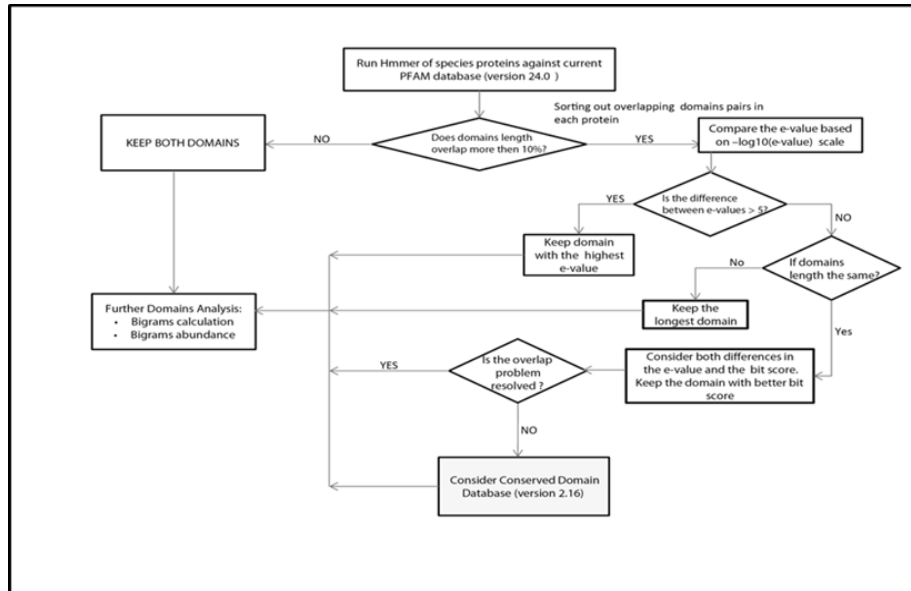 Run Hmmer of species proteins against current
PFAM database (version 24.0 )
Sorting out overlapping domains pairs in
each protein
KEEP BOTH DOMAINS
NO
Does domains length
overlap more then 10%?
YES
Compare the e-value based
on –log10(e-value) scale
YES
Is the difference
between e-values > 5?
NO
Keep domain
with the highest
e-value
No
If domains
length the same?
Further Domains Analysis:
• Bigrams calculation
• Bigrams abundance
Keep the
longest domain
Yes
YES
Is the overlap
problem
resolved ?
Consider both differences in
the e-value and the bit score.
Keep the domain with better bit
score
NO
Consider Conserved Domain
Database (version 2.16)